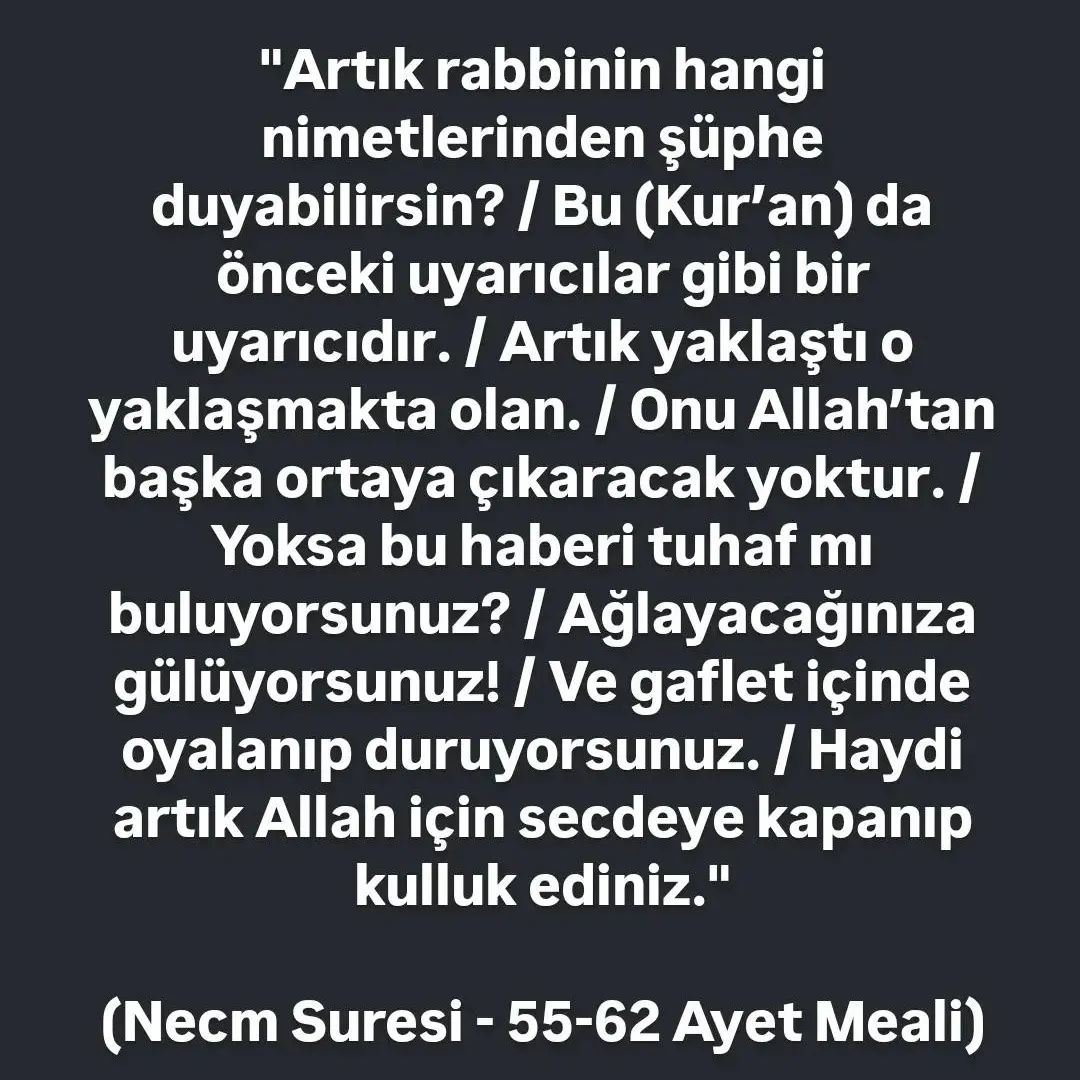 "Artık rabbinin hangi
nimetlerinden şüphe
duyabilirsin? / Bu (Kur’an) da
önceki uyarıcılar gibi bir
uyarıcıdır. / Artık yaklaştı o
yaklaşmakta olan. / Onu Allah’tan
başka ortaya çıkaracak yoktur. /
Yoksa bu haberi tuhaf mı
buluyorsunuz? / Ağlayacağınıza
gülüyorsunuz! / Ve gaflet içinde
oyalanıp duruyorsunuz. / Haydi
artık Allah için secdeye kapanıp
kulluk ediniz."
(Necm Suresi - 55-62 Ayet Meali)